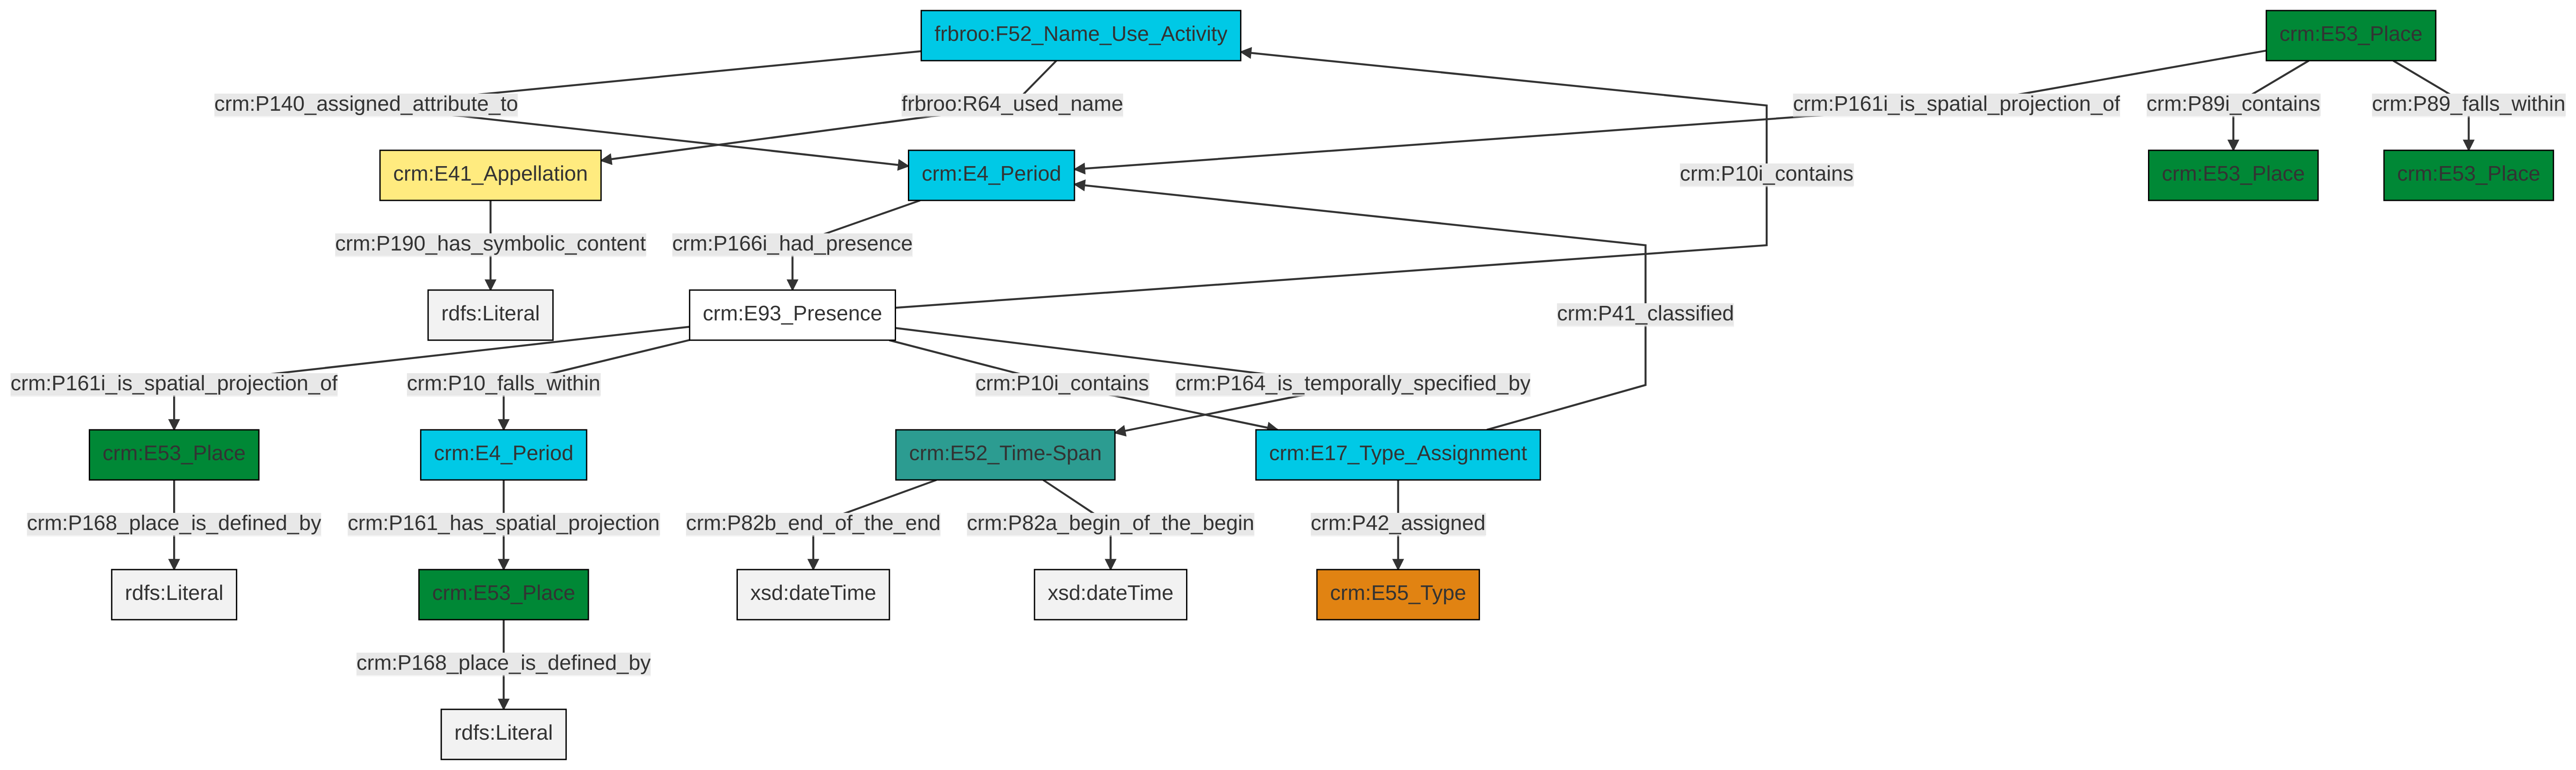 frbroo:F52_Name_Use_Activity
crm:E53_Place
crm:P140_assigned_attribute_to
frbroo:R64_used_name
crm:P161i_is_spatial_projection_of
crm:P89i_contains
crm:P89_falls_within
crm:E41_Appellation
crm:E4_Period
crm:P10i_contains
crm:E53_Place
crm:E53_Place
crm:P190_has_symbolic_content
crm:P166i_had_presence
rdfs:Literal
crm:E93_Presence
crm:P41_classified
crm:P161i_is_spatial_projection_of
crm:P10_falls_within
crm:P10i_contains
crm:P164_is_temporally_specified_by
crm:E53_Place
crm:E4_Period
crm:E52_Time-Span
crm:E17_Type_Assignment
crm:P168_place_is_defined_by
crm:P161_has_spatial_projection
crm:P82b_end_of_the_end
crm:P82a_begin_of_the_begin
crm:P42_assigned
rdfs:Literal
crm:E53_Place
xsd:dateTime
xsd:dateTime
crm:E55_Type
crm:P168_place_is_defined_by
rdfs:Literal